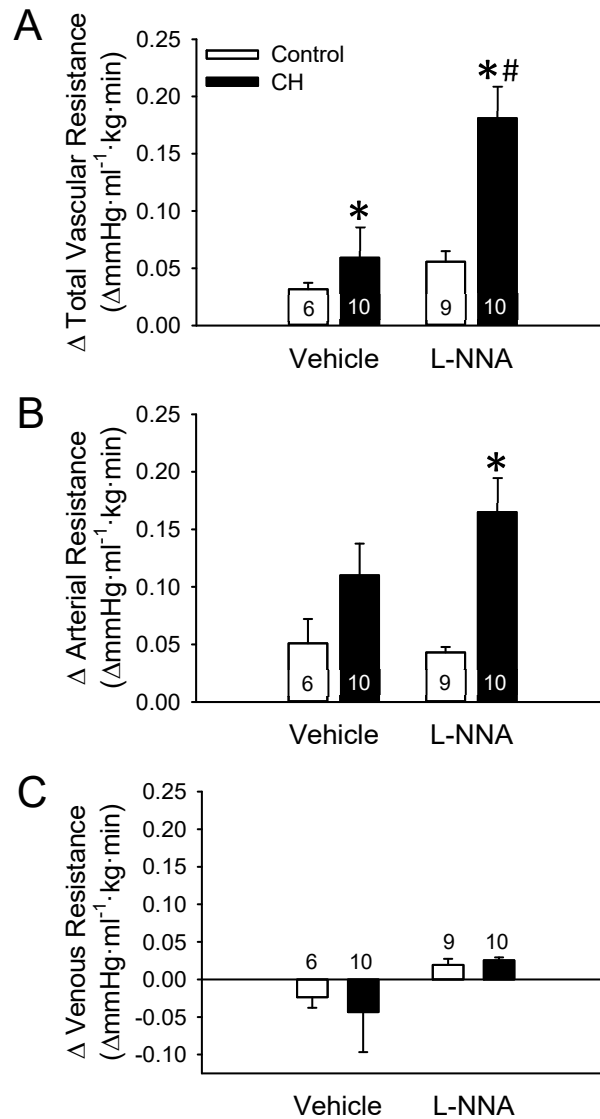 A
Δ Total Vascular Resistance
(ΔmmHg·ml⁻¹·kg·min)
0.25
0.20
0.15
0.10
0.05
0.00
Control
CH
*
*#
6
10
9
10
Vehicle
L-NNA
B
Δ Arterial Resistance
(ΔmmHg·ml⁻¹·kg·min)
0.25
0.20
0.15
0.10
0.05
0.00
*
6
10
9
10
Vehicle
L-NNA
C
Δ Venous Resistance
(ΔmmHg·ml⁻¹·kg·min)
0.25
0.20
0.15
0.10
0.05
0.00
-0.05
-0.10
6
10
9
10
Vehicle
L-NNA